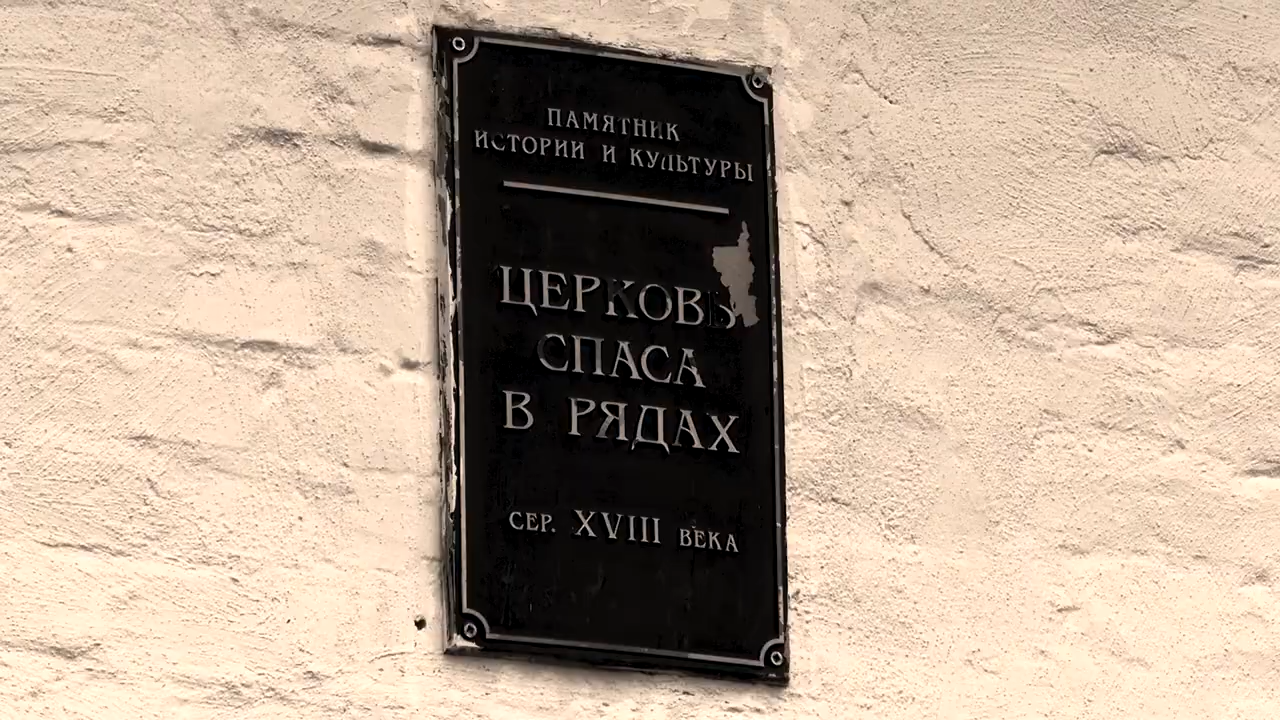 ПАМЯТНИК
ИСТОРИИ И КУЛЬТУРЫ
ЦЕРКОВЬ
СПАСА
В РЯДАХ
СЕР. XVIII ВЕКА